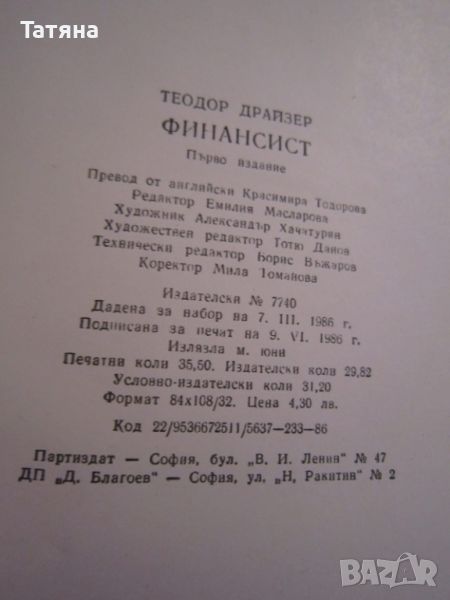 Татяна
ТЕОДОР ДРАЙЗЕР
ФИНАНСИСТ
Първо издание
Превод от английски Красимира Тодорова
Редактор Емилия Масларова
Художник Александър Хачатурян
Художествен редактор Тотю Данов
Технически редактор Борис Въжаров
Коректор Мила Томанова
Издателски № 7740
Дадена за набор на 7. III. 1986 г.
Подписана за печат на 9. VI. 1986 г.
Излязла м. юни
Печатни коли 35,50. Издателски коли 29,82
Условно-издателски коли 31,20
Формат 84x108/32. Цена 4,30 лв.
Код 22/9536672511/5637—233—86
Партиздат — София, бул. „В. И. Ленин" № 47
ДП „Д. Благоев" — София, ул. „Н, Ракитин" № 2
BAZAR